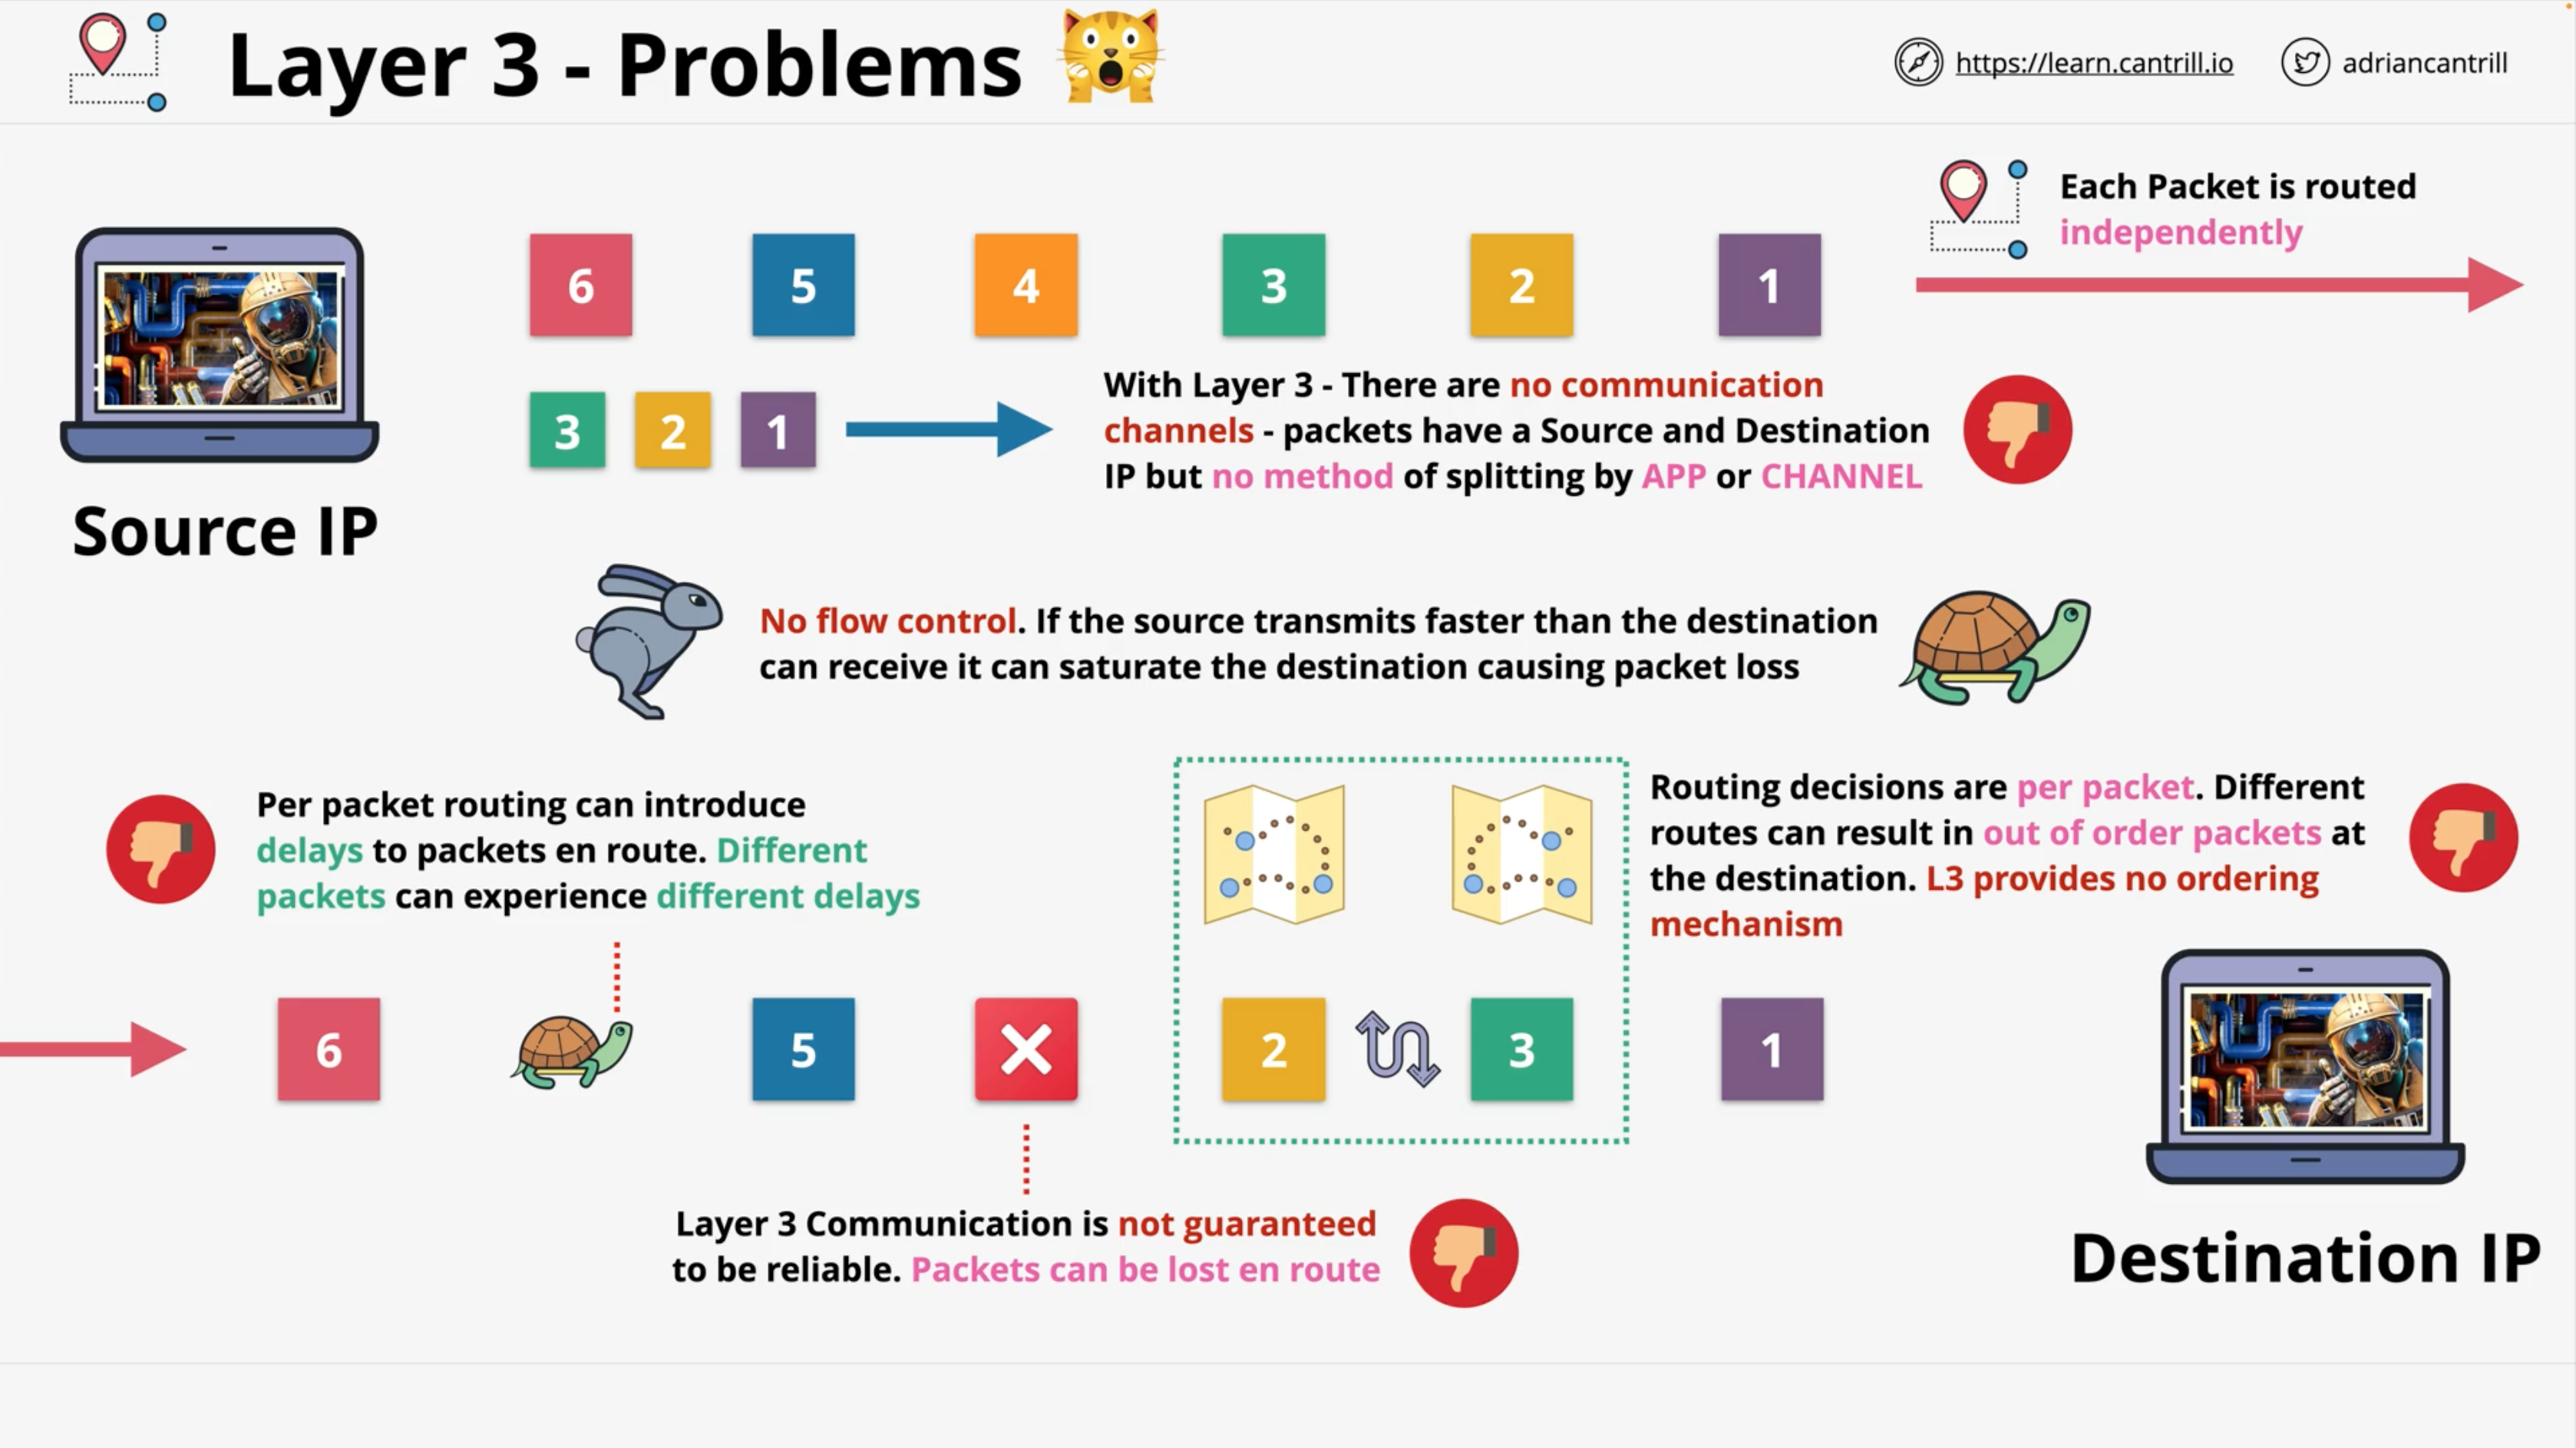 Layer 3 - Problems
https://learn.cantrill.io
adriancantrill
Each Packet is routed
independently
6 5 4 3 2 1
3 2 1
With Layer 3 - There are no communication
channels - packets have a Source and Destination
IP but no method of splitting by APP or CHANNEL
Source IP
No flow control. If the source transmits faster than the destination
can receive it can saturate the destination causing packet loss
Per packet routing can introduce
delays to packets en route. Different
packets can experience different delays
Routing decisions are per packet. Different
routes can result in out of order packets at
the destination. L3 provides no ordering
mechanism
6 5 2 3 1
Layer 3 Communication is not guaranteed
to be reliable. Packets can be lost en route
Destination IP